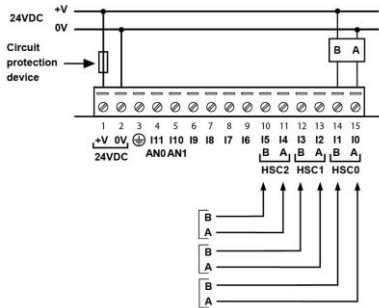 +V
24VDC
0V
Circuit
protection
device
B A
1 2 3 4 5 6 7 8 9 10 11 12 13 14 15
+V 0V I11 I10 I9 I8 I7 I6 I5 I4 I3 I2 I1 I0
24VDC AN0 AN1 B A B A B A
HSC2 HSC1 HSC0
B
A
B
A
B
A